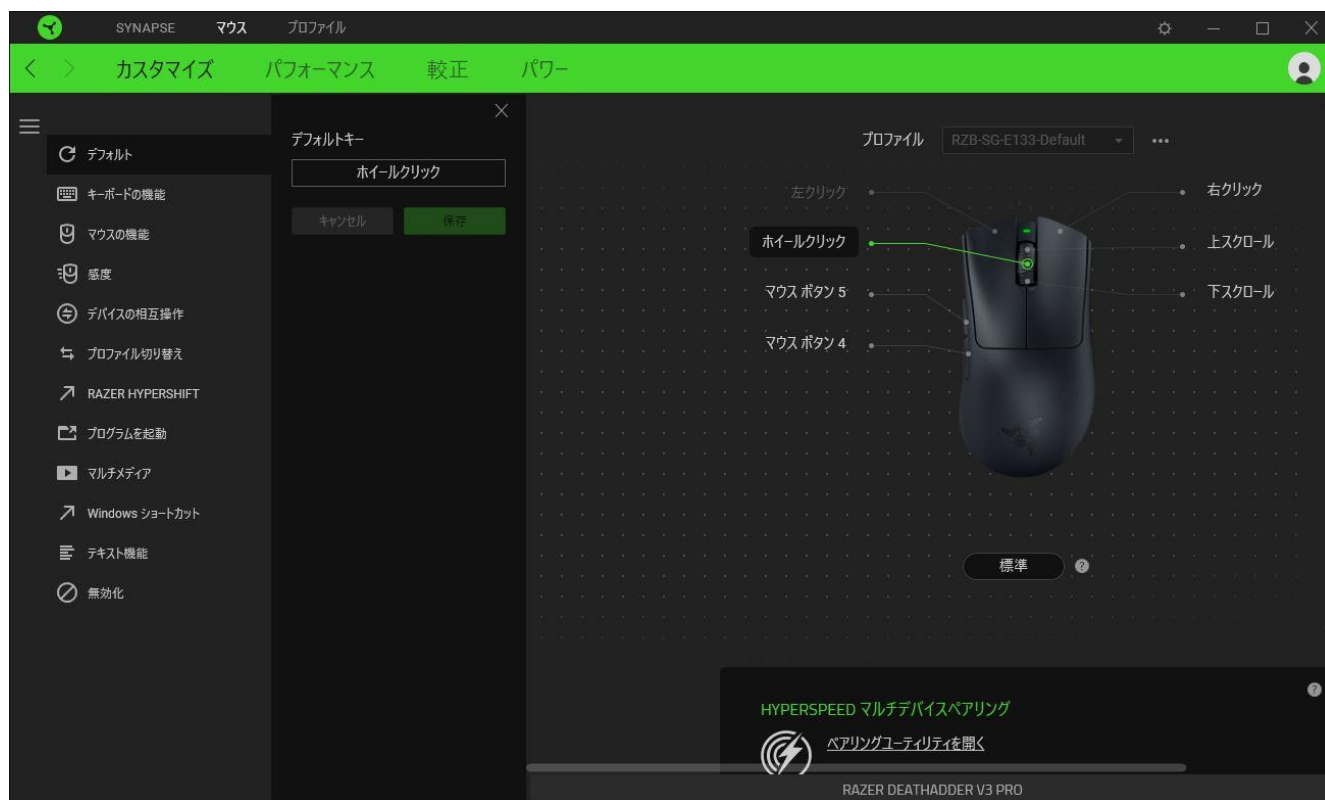 SYNAPSE マウス プロファイル
カスタマイズ パフォーマンス 較正 パワー
デフォルト
キーボードの機能
マウスの機能
感度
デバイスの相互操作
プロファイル切り替え
RAZER HYPERSHIFT
プログラムを起動
マルチメディア
Windows ショートカット
テキスト機能
無効化
デフォルトキー
ホイールクリック
キャンセル 保存
プロファイル RZB-SG-E133-Default
左クリック
ホイールクリック
マウス ボタン 5
マウス ボタン 4
右クリック
上スクロール
下スクロール
標準 ?
?
HYPERSPEED マルチデバイスペアリング
ペアリングユーティリティを開く
RAZER DEATHADDER V3 PRO